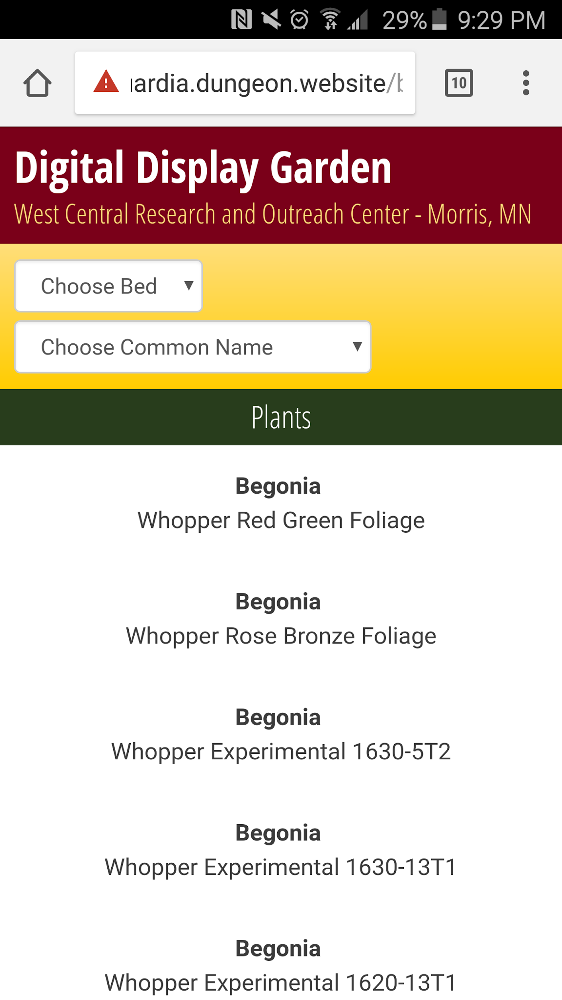 29% 9:29 PM
ardia.dungeon.website/
10
Digital Display Garden
West Central Research and Outreach Center - Morris, MN
Choose Bed
Choose Common Name
Plants
Begonia
Whopper Red Green Foliage
Begonia
Whopper Rose Bronze Foliage
Begonia
Whopper Experimental 1630-5T2
Begonia
Whopper Experimental 1630-13T1
Begonia
Whopper Experimental 1620-13T1